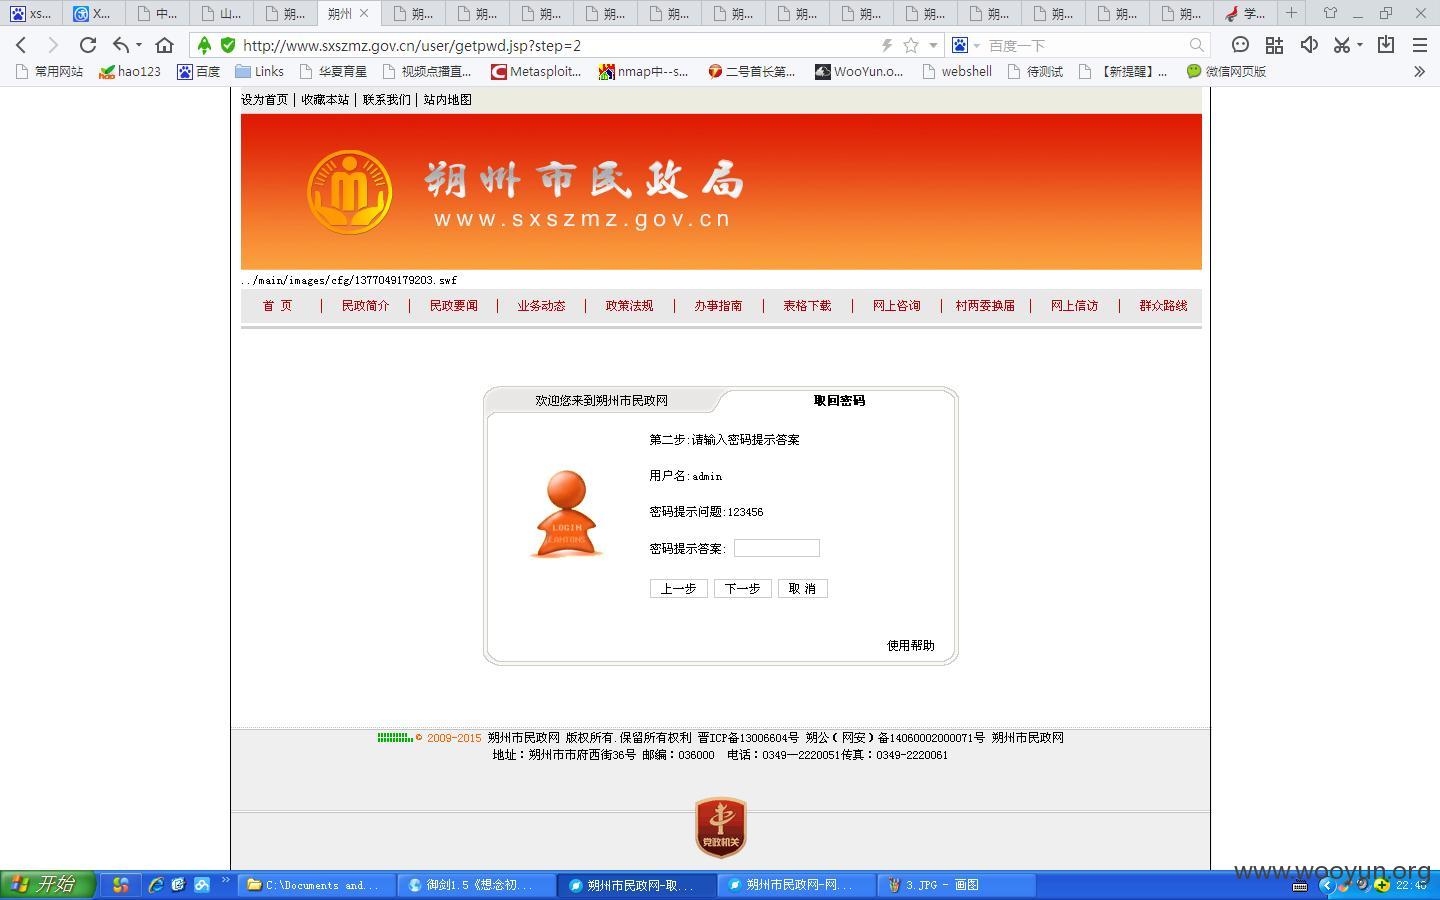 xs...
X...
中...
山...
朔...
朔州
朔...
朔...
朔...
朔...
朔...
朔...
朔...
朔...
朔...
朔...
朔...
朔...
朔...
学...
http://www.sxszmz.gov.cn/user/getpwd.jsp?step=2
百度一下
常用网站
hao123
百度
Links
华夏育星
视频点播直...
Metasploit...
nmap中--s...
二号首长第...
WooYun.o...
webshell
待测试
【新提醒】...
微信网页版
设为首页 | 收藏本站 | 联系我们 | 站内地图
朔州市民政局
www.sxszmz.gov.cn
../main/images/cfg/1377049179203.swf
首 页 | 民政简介 | 民政要闻 | 业务动态 | 政策法规 | 办事指南 | 表格下载 | 网上咨询 | 村两委换届 | 网上信访 | 群众路线
欢迎您来到朔州市民政网
取回密码
第二步:请输入密码提示答案
用户名:admin
密码提示问题:123456
LOGIN
密码提示答案:
上一步 下一步 取 消
使用帮助
© 2009-2015 朔州市民政网 版权所有.保留所有权利 晋ICP备13006604号 朔公（网安）备14060002000071号 朔州市民政网
地址：朔州市市府西街36号 邮编：036000 电话：0349—2220051传真：0349-2220061
党政机关
www.wooyun.org
开始
C:\Documents and...
御剑1.5《想念初...
朔州市民政网-取...
朔州市民政网-网...
3.JPG - 画图